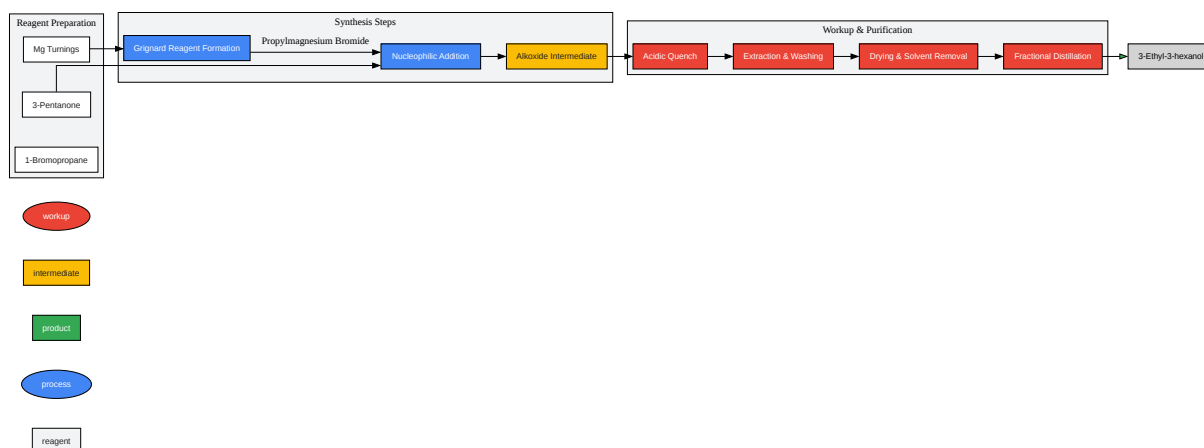 Reagent Preparation
Mg Turnings
3-Pentanone
1-Bromopropane
Synthesis Steps
Grignard Reagent Formation
Propylmagnesium Bromide
Nucleophilic Addition
Alkoxide Intermediate
Workup & Purification
Acidic Quench
Extraction & Washing
Drying & Solvent Removal
Fractional Distillation
3-Ethyl-3-hexanol
workup
intermediate
product
process
reagent